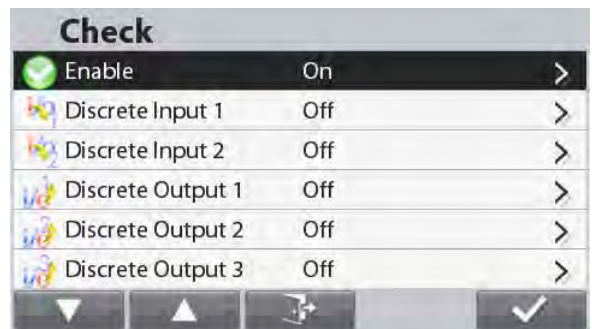 Check
Enable On
Discrete Input 1 Off
Discrete Input 2 Off
Discrete Output 1 Off
Discrete Output 2 Off
Discrete Output 3 Off